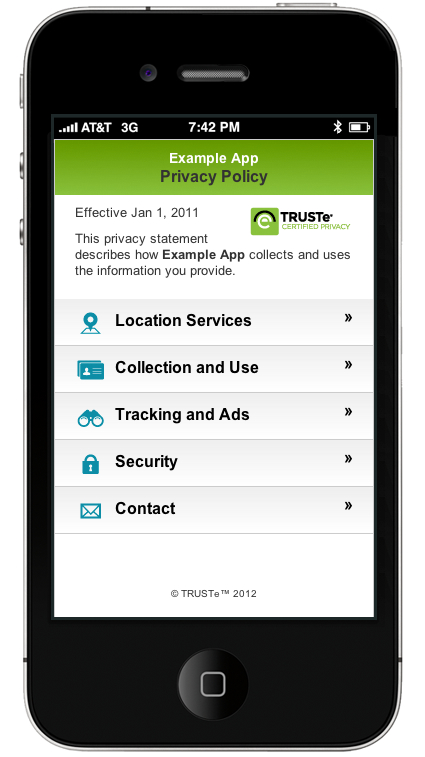 AT&T 3G 7:42 PM
Example App
Privacy Policy
Effective Jan 1, 2011
TRUSTe
CERTIFIED PRIVACY
This privacy statement
describes how Example App collects and uses
the information you provide.
Location Services »
Collection and Use »
Tracking and Ads »
Security »
Contact »
© TRUSTe™ 2012